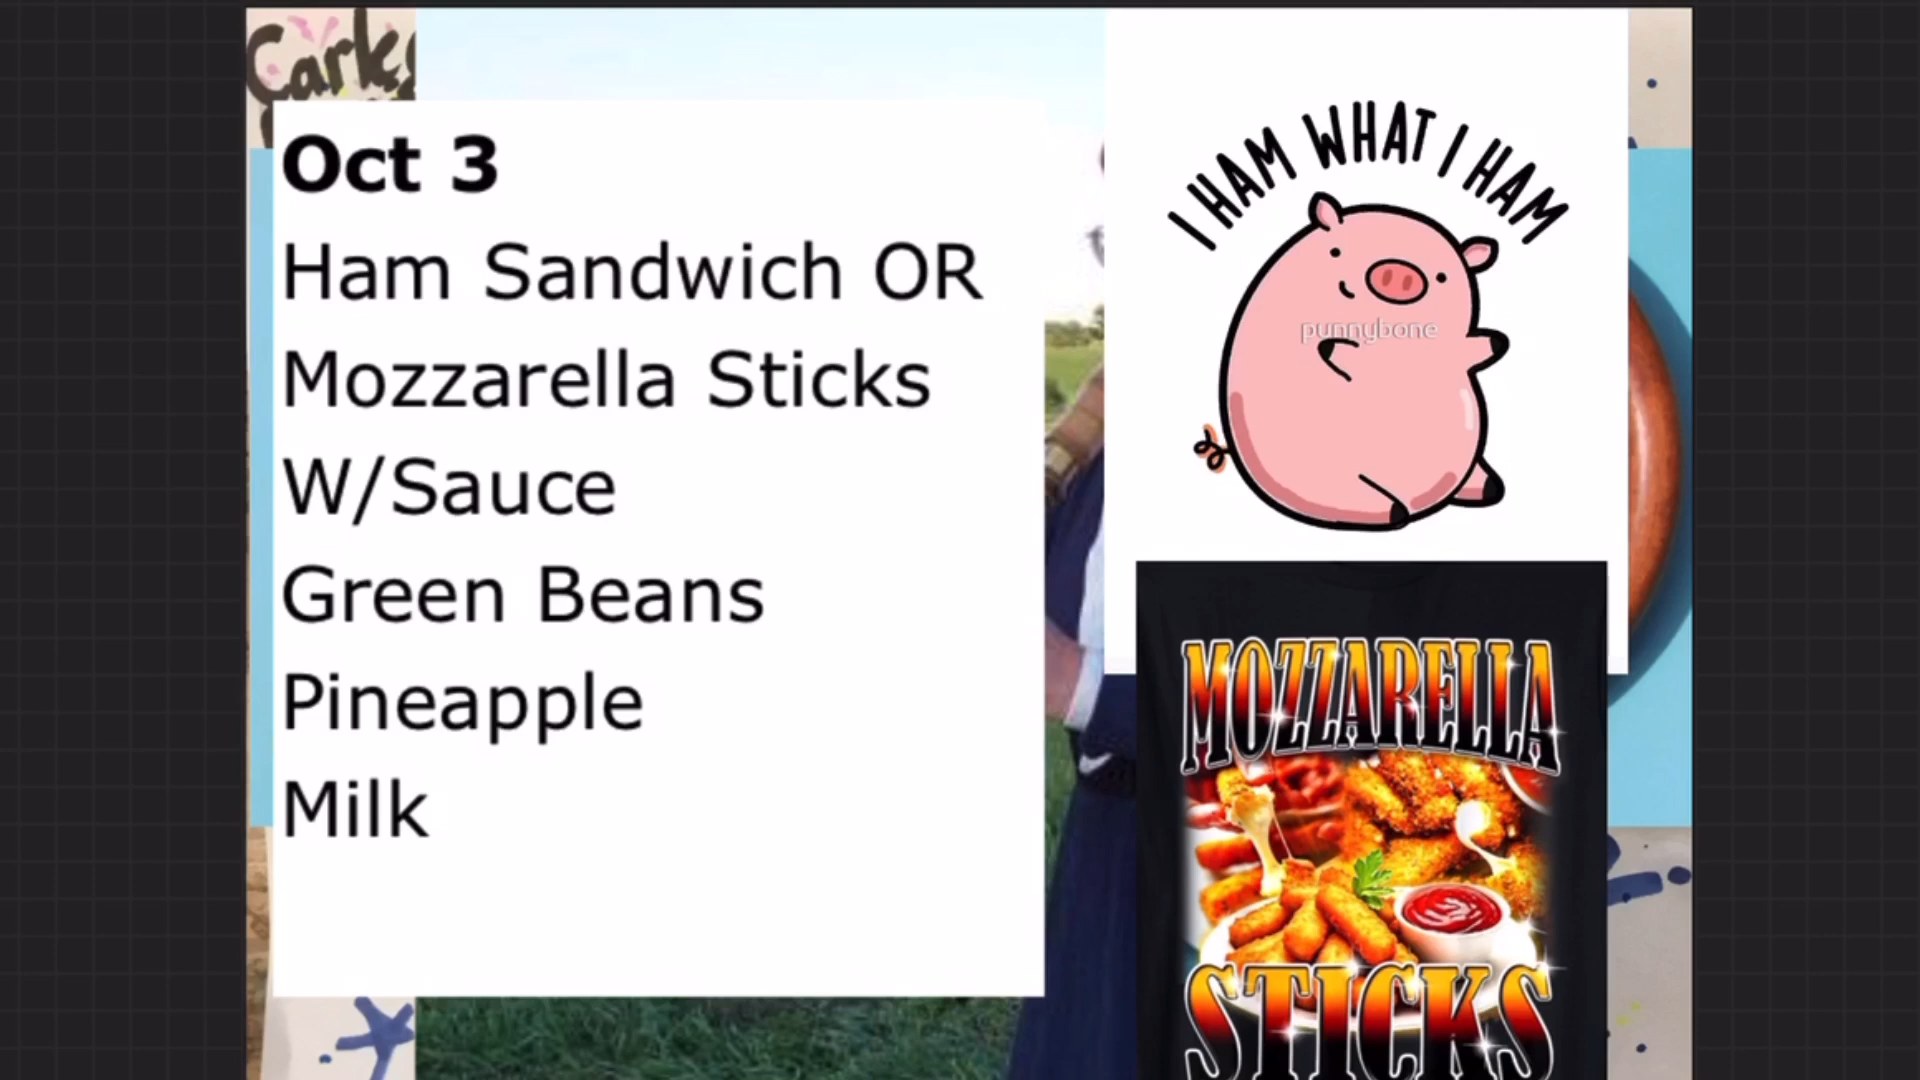 Oct 3
Ham Sandwich OR
Mozzarella Sticks
W/Sauce
Green Beans
Pineapple
Milk
I HAM WHAT I HAM
punnybone
MOZZARELLA
STICKS